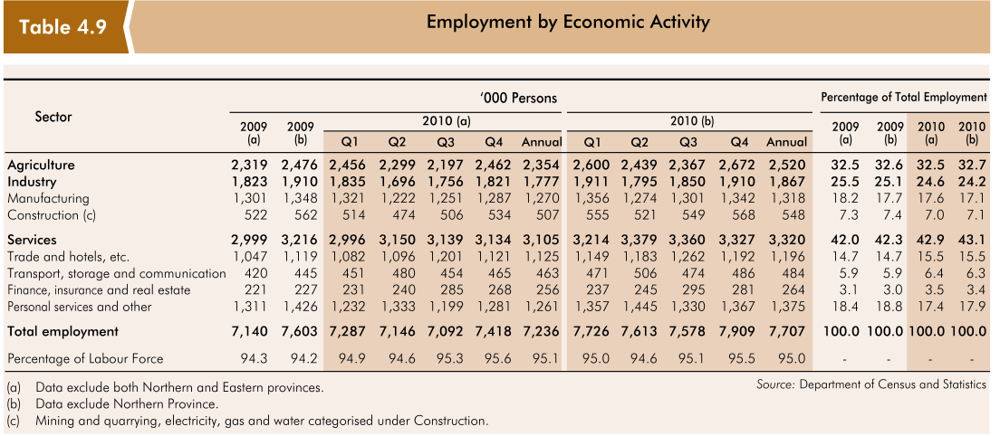 Table 4.9
Employment by Economic Activity
Sector '000 Persons Percentage of Total Employment
2009 (a) 2009 (b) 2010 (a) 2010 (b) 2009 (a) 2009 (b) 2010 (a) 2010 (b)
Q1 Q2 Q3 Q4 Annual Q1 Q2 Q3 Q4 Annual
Agriculture 2,319 2,476 2,456 2,299 2,197 2,462 2,354 2,600 2,439 2,367 2,672 2,520 32.5 32.6 32.5 32.7
Industry 1,823 1,910 1,835 1,696 1,756 1,821 1,777 1,911 1,795 1,850 1,910 1,867 25.5 25.1 24.6 24.2
Manufacturing 1,301 1,348 1,321 1,222 1,251 1,287 1,270 1,356 1,274 1,301 1,342 1,318 18.2 17.7 17.6 17.1
Construction (c) 522 562 514 474 506 534 507 555 521 549 568 548 7.3 7.4 7.0 7.1
Services 2,999 3,216 2,996 3,150 3,139 3,134 3,105 3,214 3,379 3,360 3,327 3,320 42.0 42.3 42.9 43.1
Trade and hotels, etc. 1,047 1,119 1,082 1,096 1,201 1,121 1,125 1,149 1,183 1,262 1,192 1,196 14.7 14.7 15.5 15.5
Transport, storage and communication 420 445 451 480 454 465 463 471 506 474 486 484 5.9 5.9 6.4 6.3
Finance, insurance and real estate 221 227 231 240 285 268 256 237 245 295 281 264 3.1 3.0 3.5 3.4
Personal services and other 1,311 1,426 1,232 1,333 1,199 1,281 1,261 1,357 1,445 1,330 1,367 1,375 18.4 18.8 17.4 17.9
Total employment 7,140 7,603 7,287 7,146 7,092 7,418 7,236 7,726 7,613 7,578 7,909 7,707 100.0 100.0 100.0 100.0
Percentage of Labour Force 94.3 94.2 94.9 94.6 95.3 95.6 95.1 95.0 94.6 95.1 95.5 95.0 - - - -
(a) Data exclude both Northern and Eastern provinces.
Source: Department of Census and Statistics
(b) Data exclude Northern Province.
(c) Mining and quarrying, electricity, gas and water categorised under Construction.